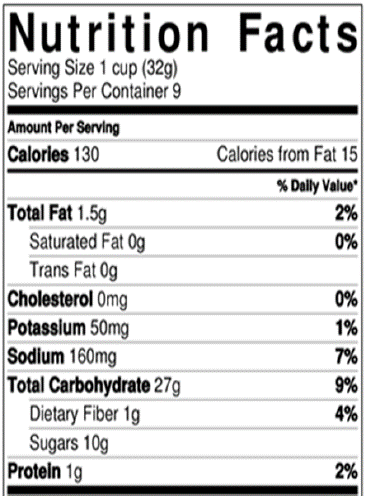 Nutrition Facts
Serving Size 1 cup (32g)
Servings Per Container 9
Amount Per Serving
Calories 130 Calories from Fat 15
% Daily Value*
Total Fat 1.5g 2%
Saturated Fat 0g 0%
Trans Fat 0g
Cholesterol 0mg 0%
Potassium 50mg 1%
Sodium 160mg 7%
Total Carbohydrate 27g 9%
Dietary Fiber 1g 4%
Sugars 10g
Protein 1g 2%